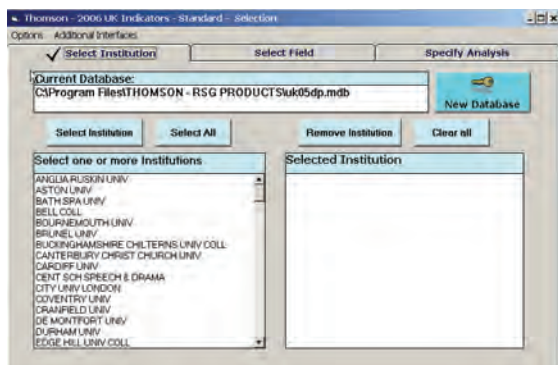 Thomson - 2006 UK Indicators - Standard - Selection
Options Additional Interfaces
Select Institution Select Field Specify Analysis
Current Database:
C:\Program Files\THOMSON - RSG PRODUCTS\uk05dp.mdb
New Database
Select Institution Select All Remove Institution Clear all
Select one or more Institutions Selected Institution
ANGLIA RUSKIN UNIV
ASTON UNIV
BATH SPA UNIV
BELL COLL
BOURNEMOUTH UNIV
BRUNEL UNIV
BUCKINGHAMSHIRE CHILTERNS UNIV COLL
CANTERBURY CHRIST CHURCH UNIV
CARDIFF UNIV
CENT SCH SPEECH & DRAMA
CITY UNIV LONDON
COVENTRY UNIV
CRANFIELD UNIV
DE MONTFORT UNIV
DURHAM UNIV
EDGE HILL UNIV COLL